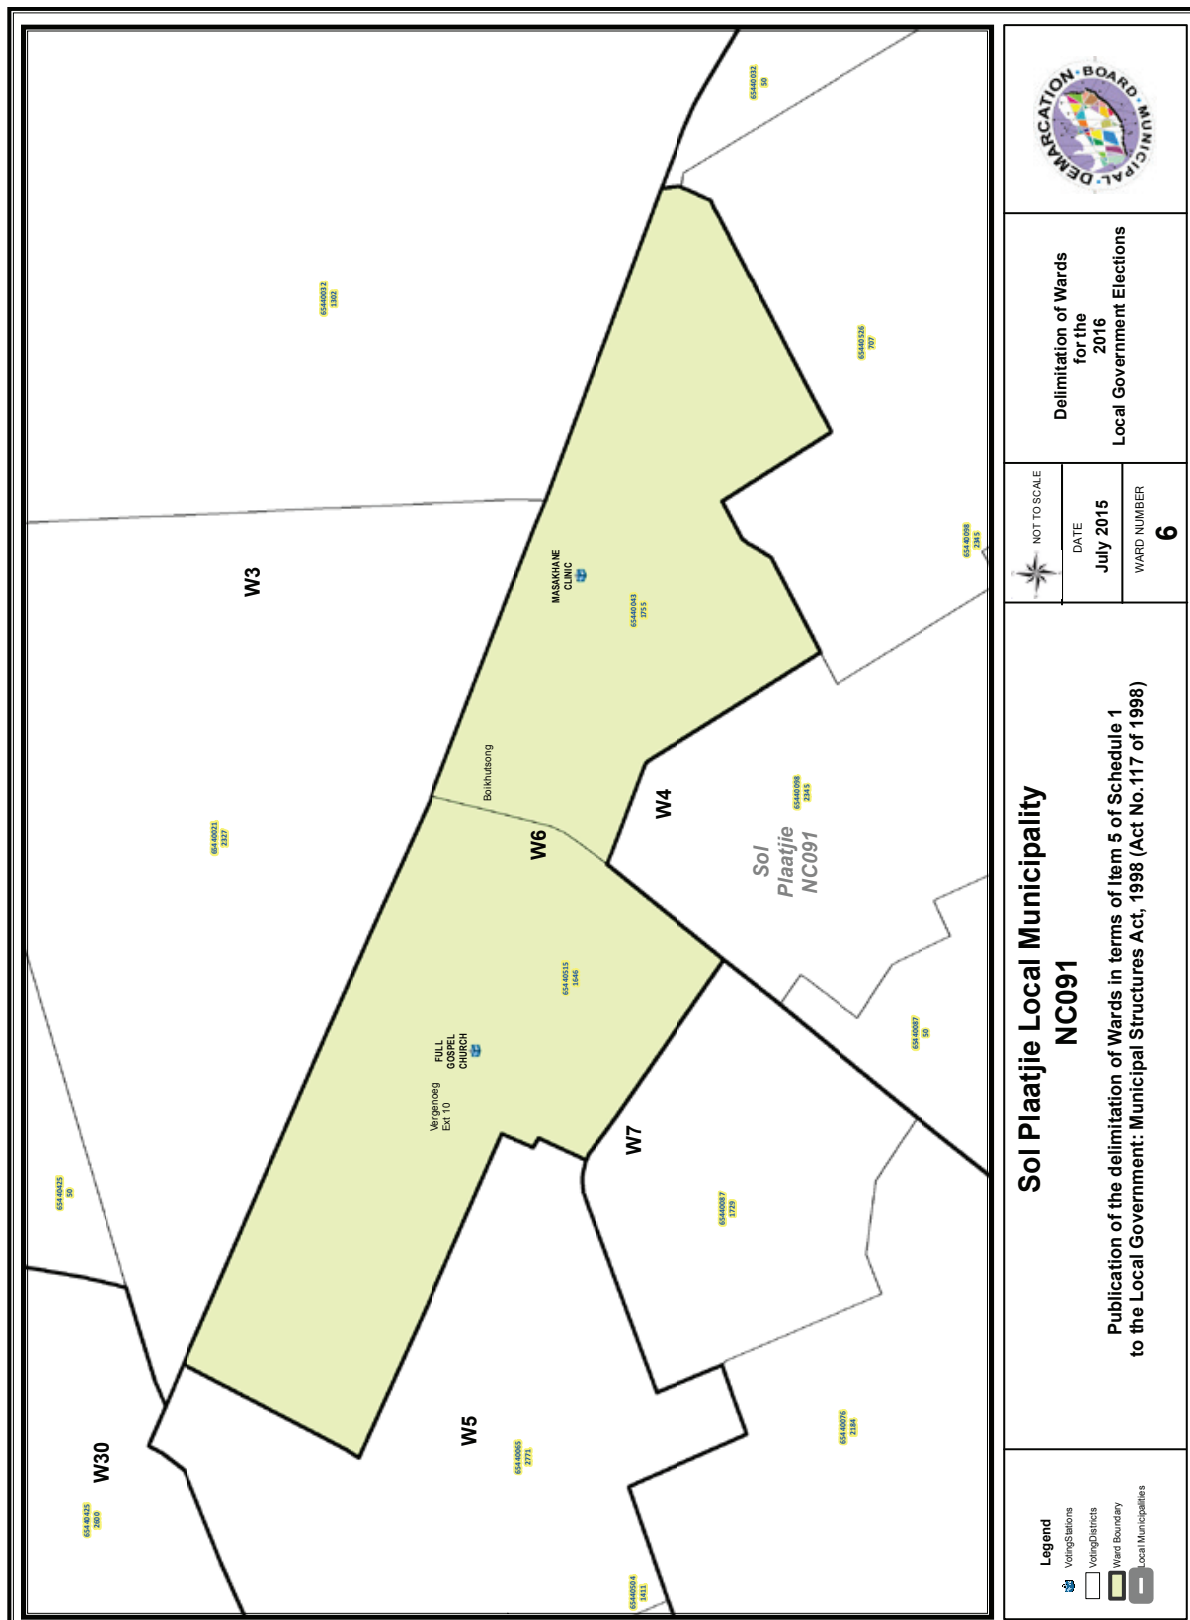 65440425
2600
W30
65440425
50
65440021
2327
W3
65440032
1302
65440032
50
FULL
GOSPEL
CHURCH
Vergenoeg
Ext 10
Boikhutsong
MASAKHANE
CLINIC
W6
65440515
1646
65440043
1755
W5
65440065
2771
W7
W4
65440087
1729
Sol
Plaatjie
NC091
65440098
2345
65440526
707
65440504
1411
65440076
2184
65440087
50
65440098
2345
Legend
VotingStations
VotingDistricts
Ward Boundary
Local Municipalities
Sol Plaatjie Local Municipality
NC091
Publication of the delimitation of Wards in terms of Item 5 of Schedule 1
to the Local Government: Municipal Structures Act, 1998 (Act No.117 of 1998)
NOT TO SCALE
DATE
July 2015
WARD NUMBER
6
Delimitation of Wards
for the
2016
Local Government Elections
MUNICIPAL · DEMARCATION · BOARD